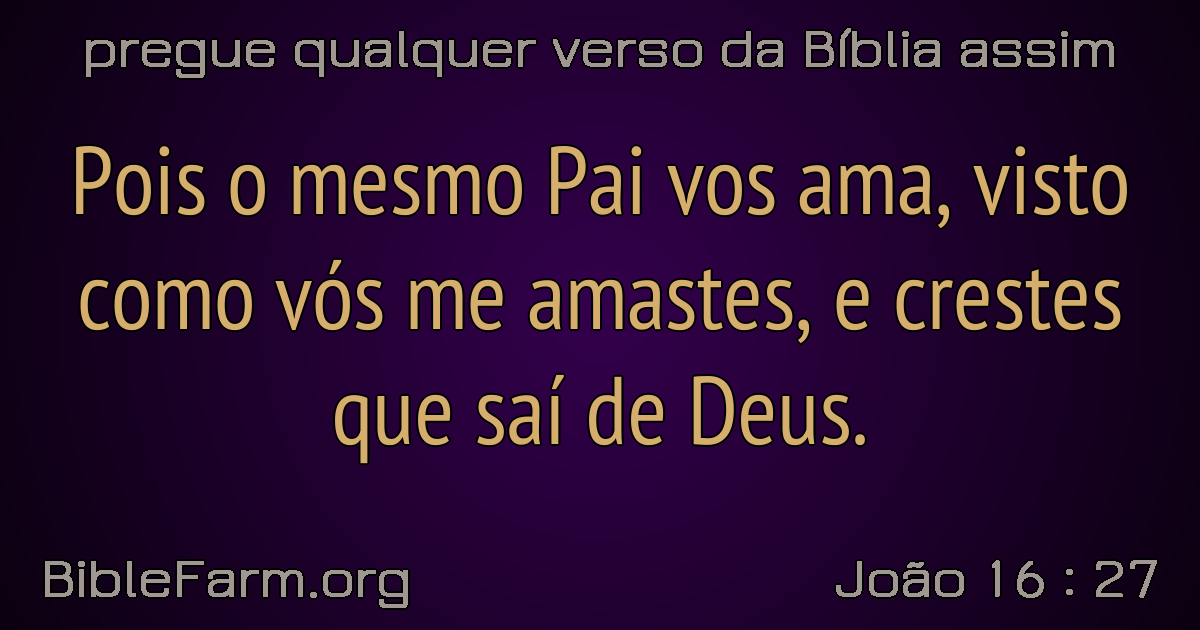 pregue qualquer verso da Bíblia assim
Pois o mesmo Pai vos ama, visto
como vós me amastes, e crestes
que saí de Deus.
BibleFarm.org
João 16 : 27